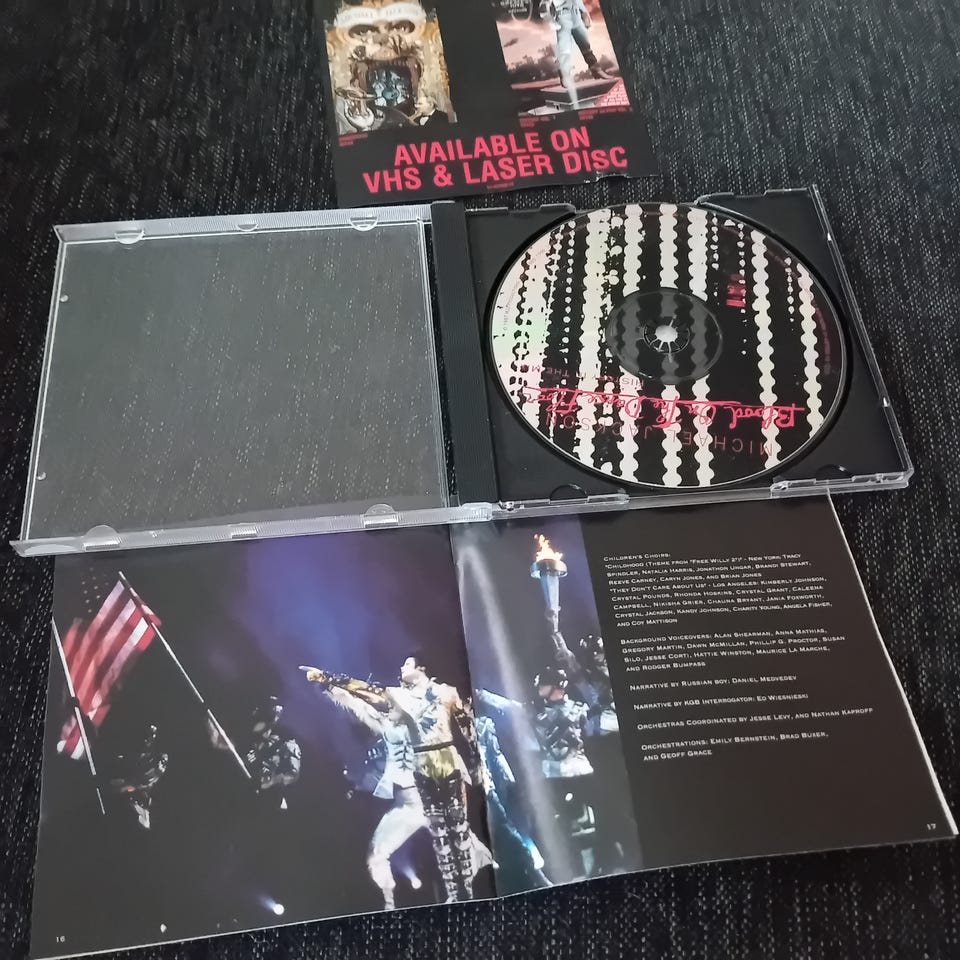 AVAILABLE ON
VHS & LASER DISC
MICHAEL JACKSON
Blood On The Dance Floor
HISTORY IN THE MIX
Children's Choirs:
"Childhood (Theme from "Free Willy 2")" - New York: Tracy
Spindler, Natalia Harris, Jonathon Ungar, Brandi Stewart,
Reeve Carney, Caryn Jones, and Brian Jones
"They Don't Care About Us" - Los Angeles: Kimberly Johnson,
Crystal Pounds, Rhonda Hoskins, Crystal Grant, Caleena
Campbell, Nikisha Grier, Chauna Bryant, Jania Foxworth,
Crystal Jackson, Kandy Johnson, Charity Young, Angela Fisher,
and Coy Mattison
Background Voiceovers: Alan Shearman, Anna Mathias,
Gregory Martin, Dawn McMillan, Phillip G. Proctor, Susan
Silo, Jesse Corti, Hattie Winston, Maurice La Marche,
and Rodger Bumpass
Narrative by Russian boy: Daniel Medvedev
Narrative by KGB Interrogator: Ed Wiesnieski
Orchestras Coordinated by Jesse Levy, and Nathan Kaproff
Orchestrations: Emily Bernstein, Brad Buxer,
and Geoff Grace
16
17